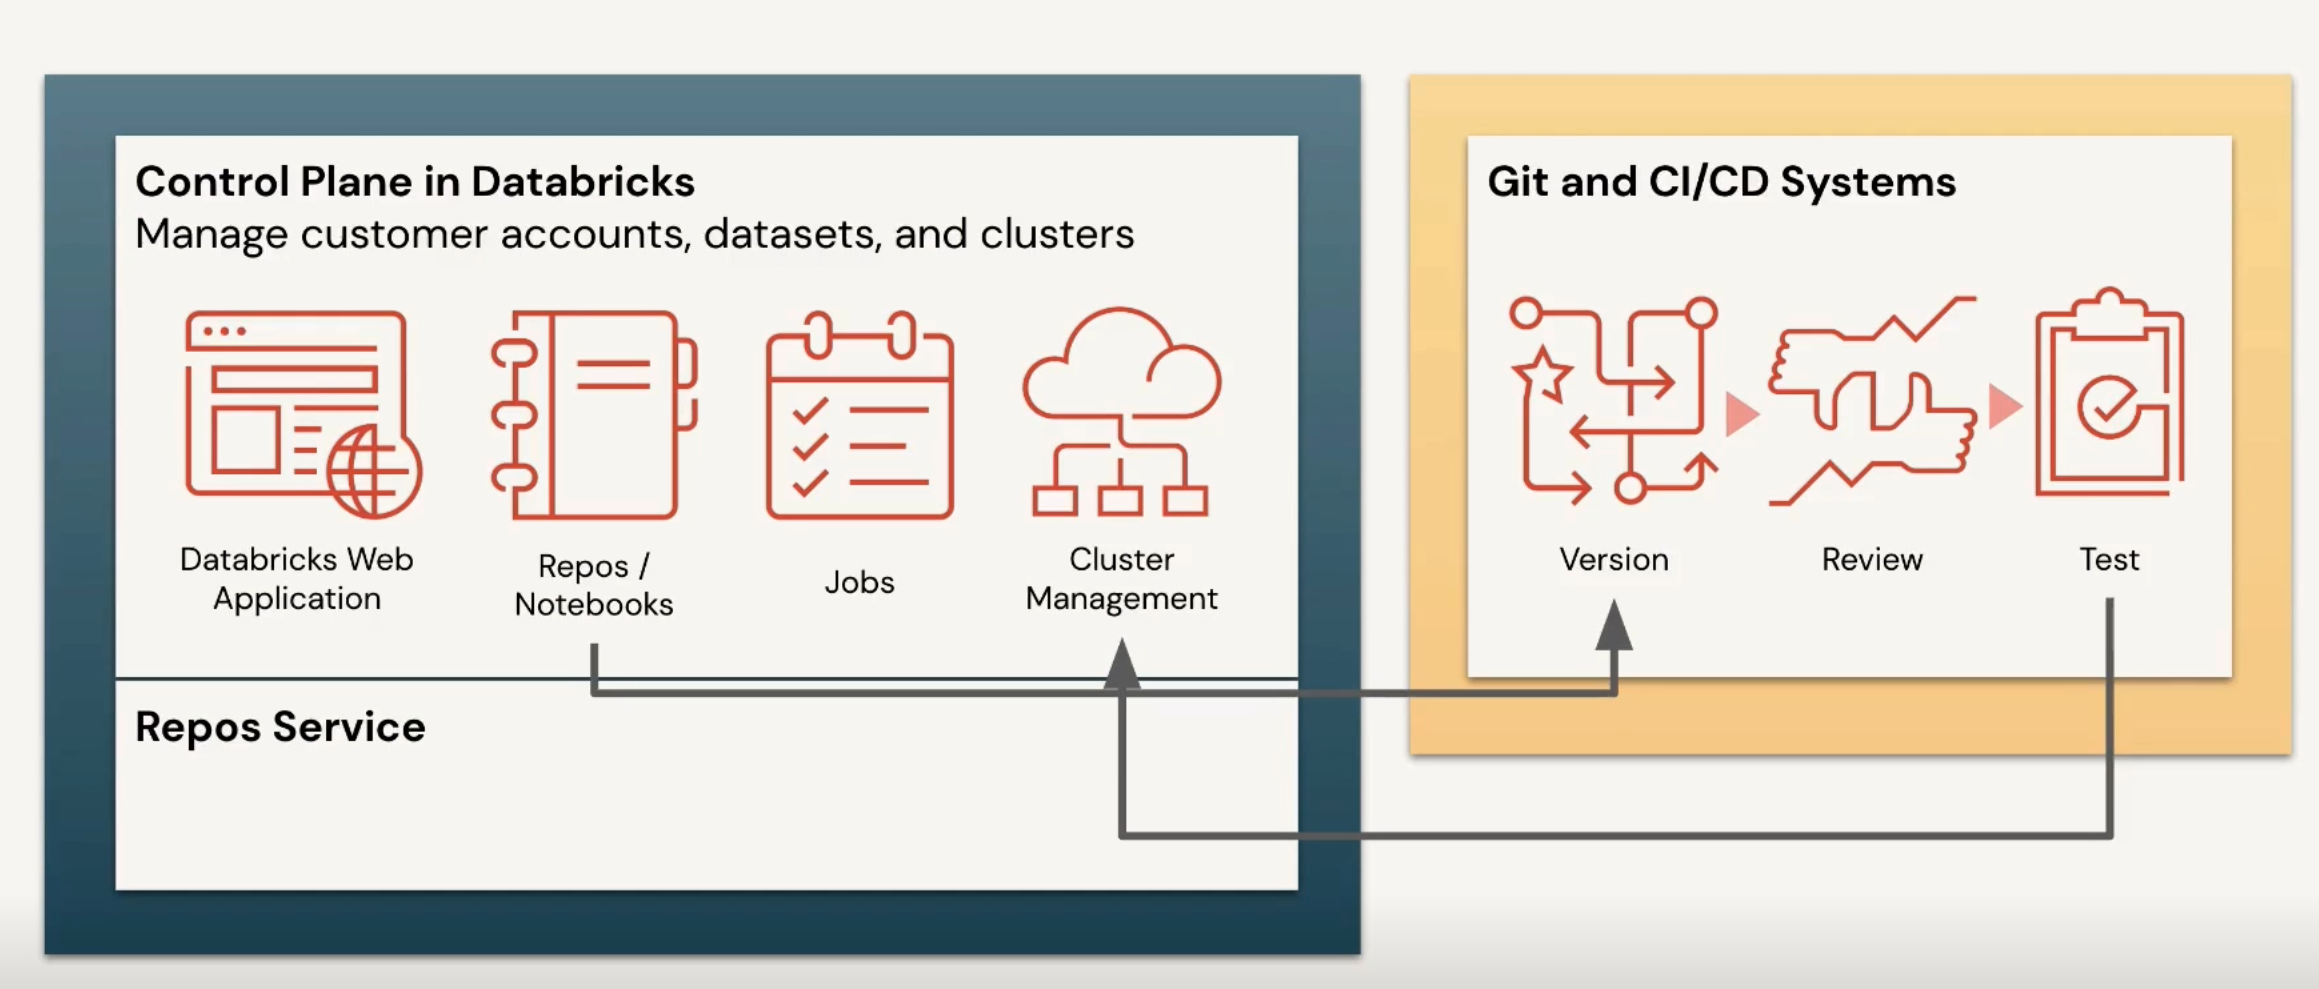 Control Plane in Databricks
Manage customer accounts, datasets, and clusters
Databricks Web
Application
Repos /
Notebooks
Jobs
Cluster
Management
Repos Service
Git and CI/CD Systems
Version
Review
Test